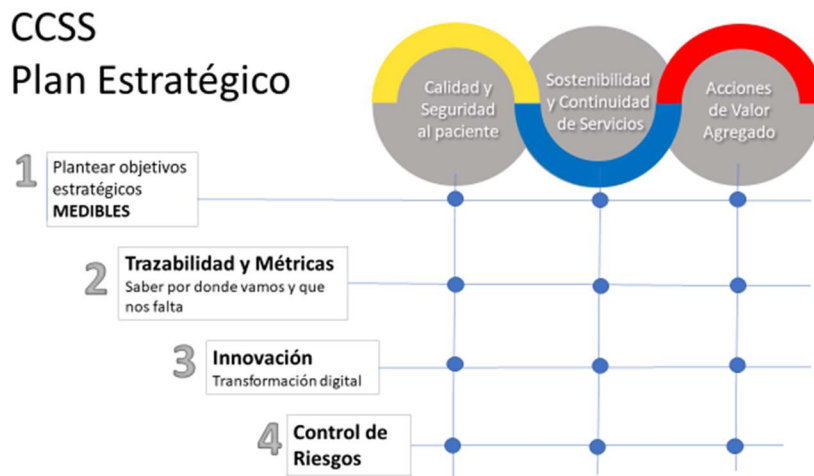 CCSS
Plan Estratégico
Calidad y
Seguridad
al paciente
Sostenibilidad
y Continuidad
de Servicios
Acciones
de Valor
Agregado
1
Plantear objetivos
estratégicos
MEDIBLES
2
Trazabilidad y Métricas
Saber por donde vamos y que
nos falta
3
Innovación
Transformación digital
4
Control de
Riesgos